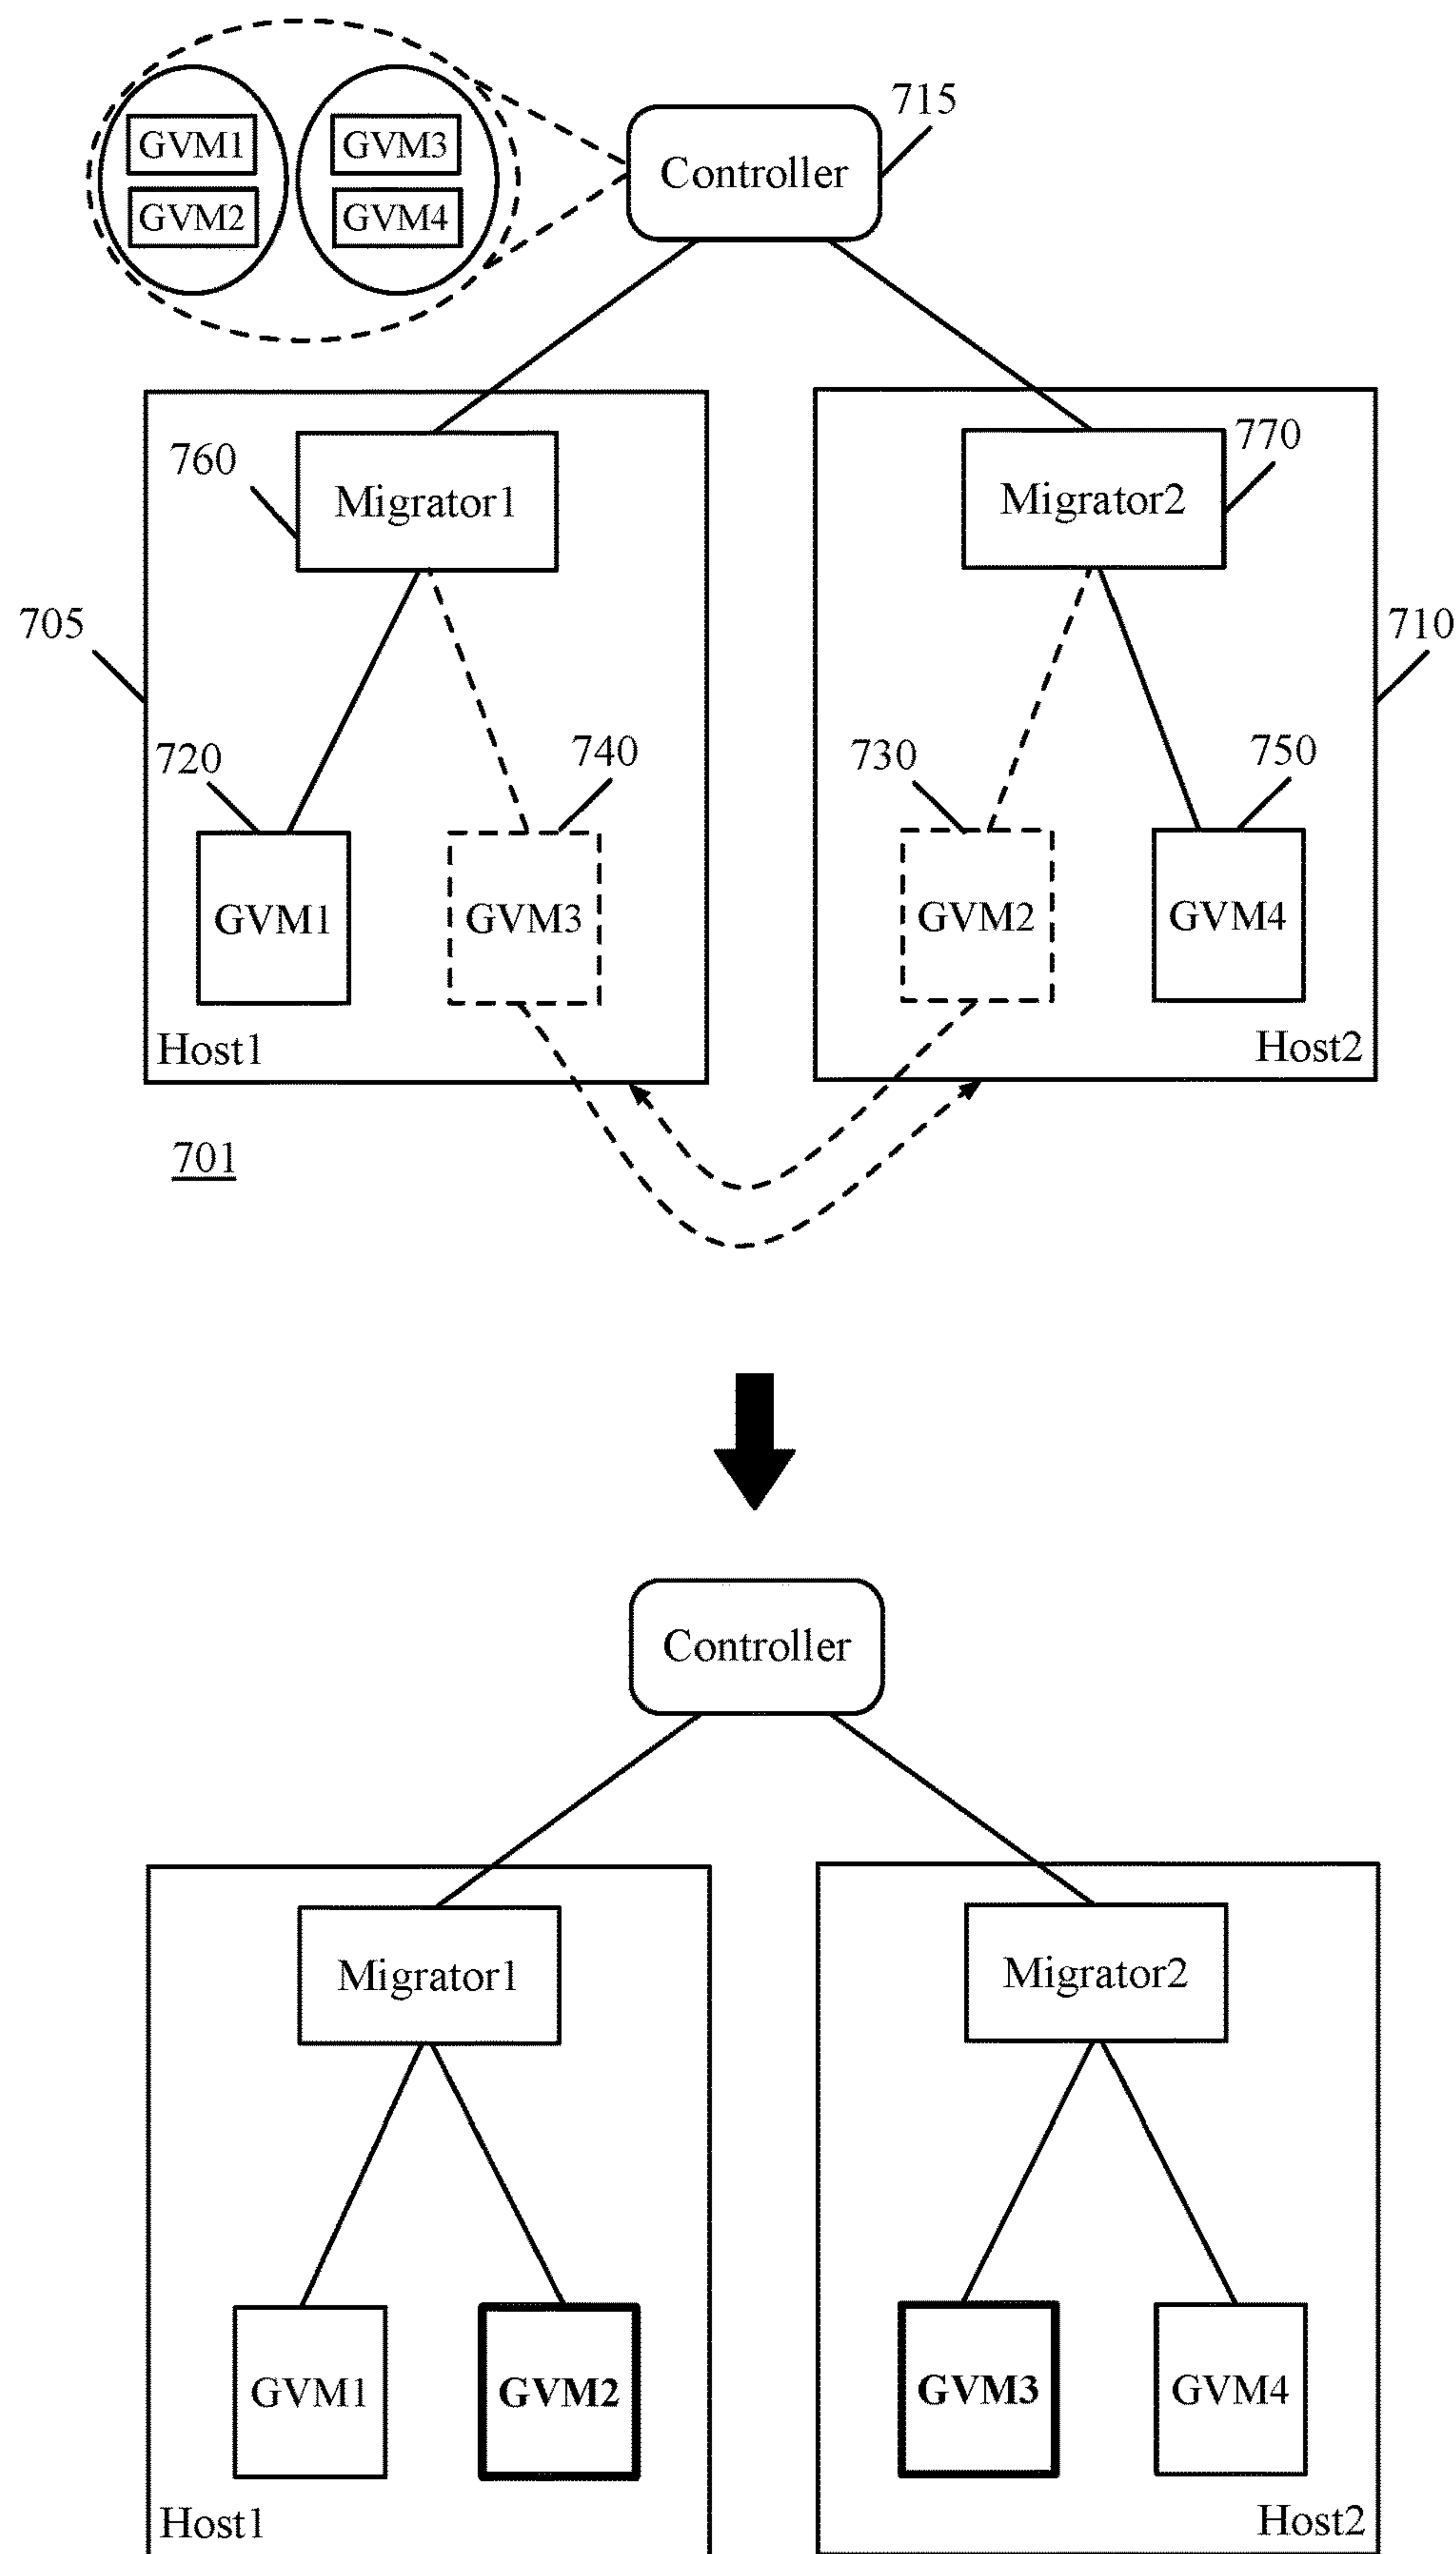 715
Controller
GVM1
GVM3
GVM2
GVM4
760
Migrator1
Migrator2
770
705
710
720
740
730
750
GVM1
GVM3
GVM2
GVM4
Host1
Host2
701
Controller
Migrator1
Migrator2
GVM1
GVM2
GVM3
GVM4
Host1
Host2